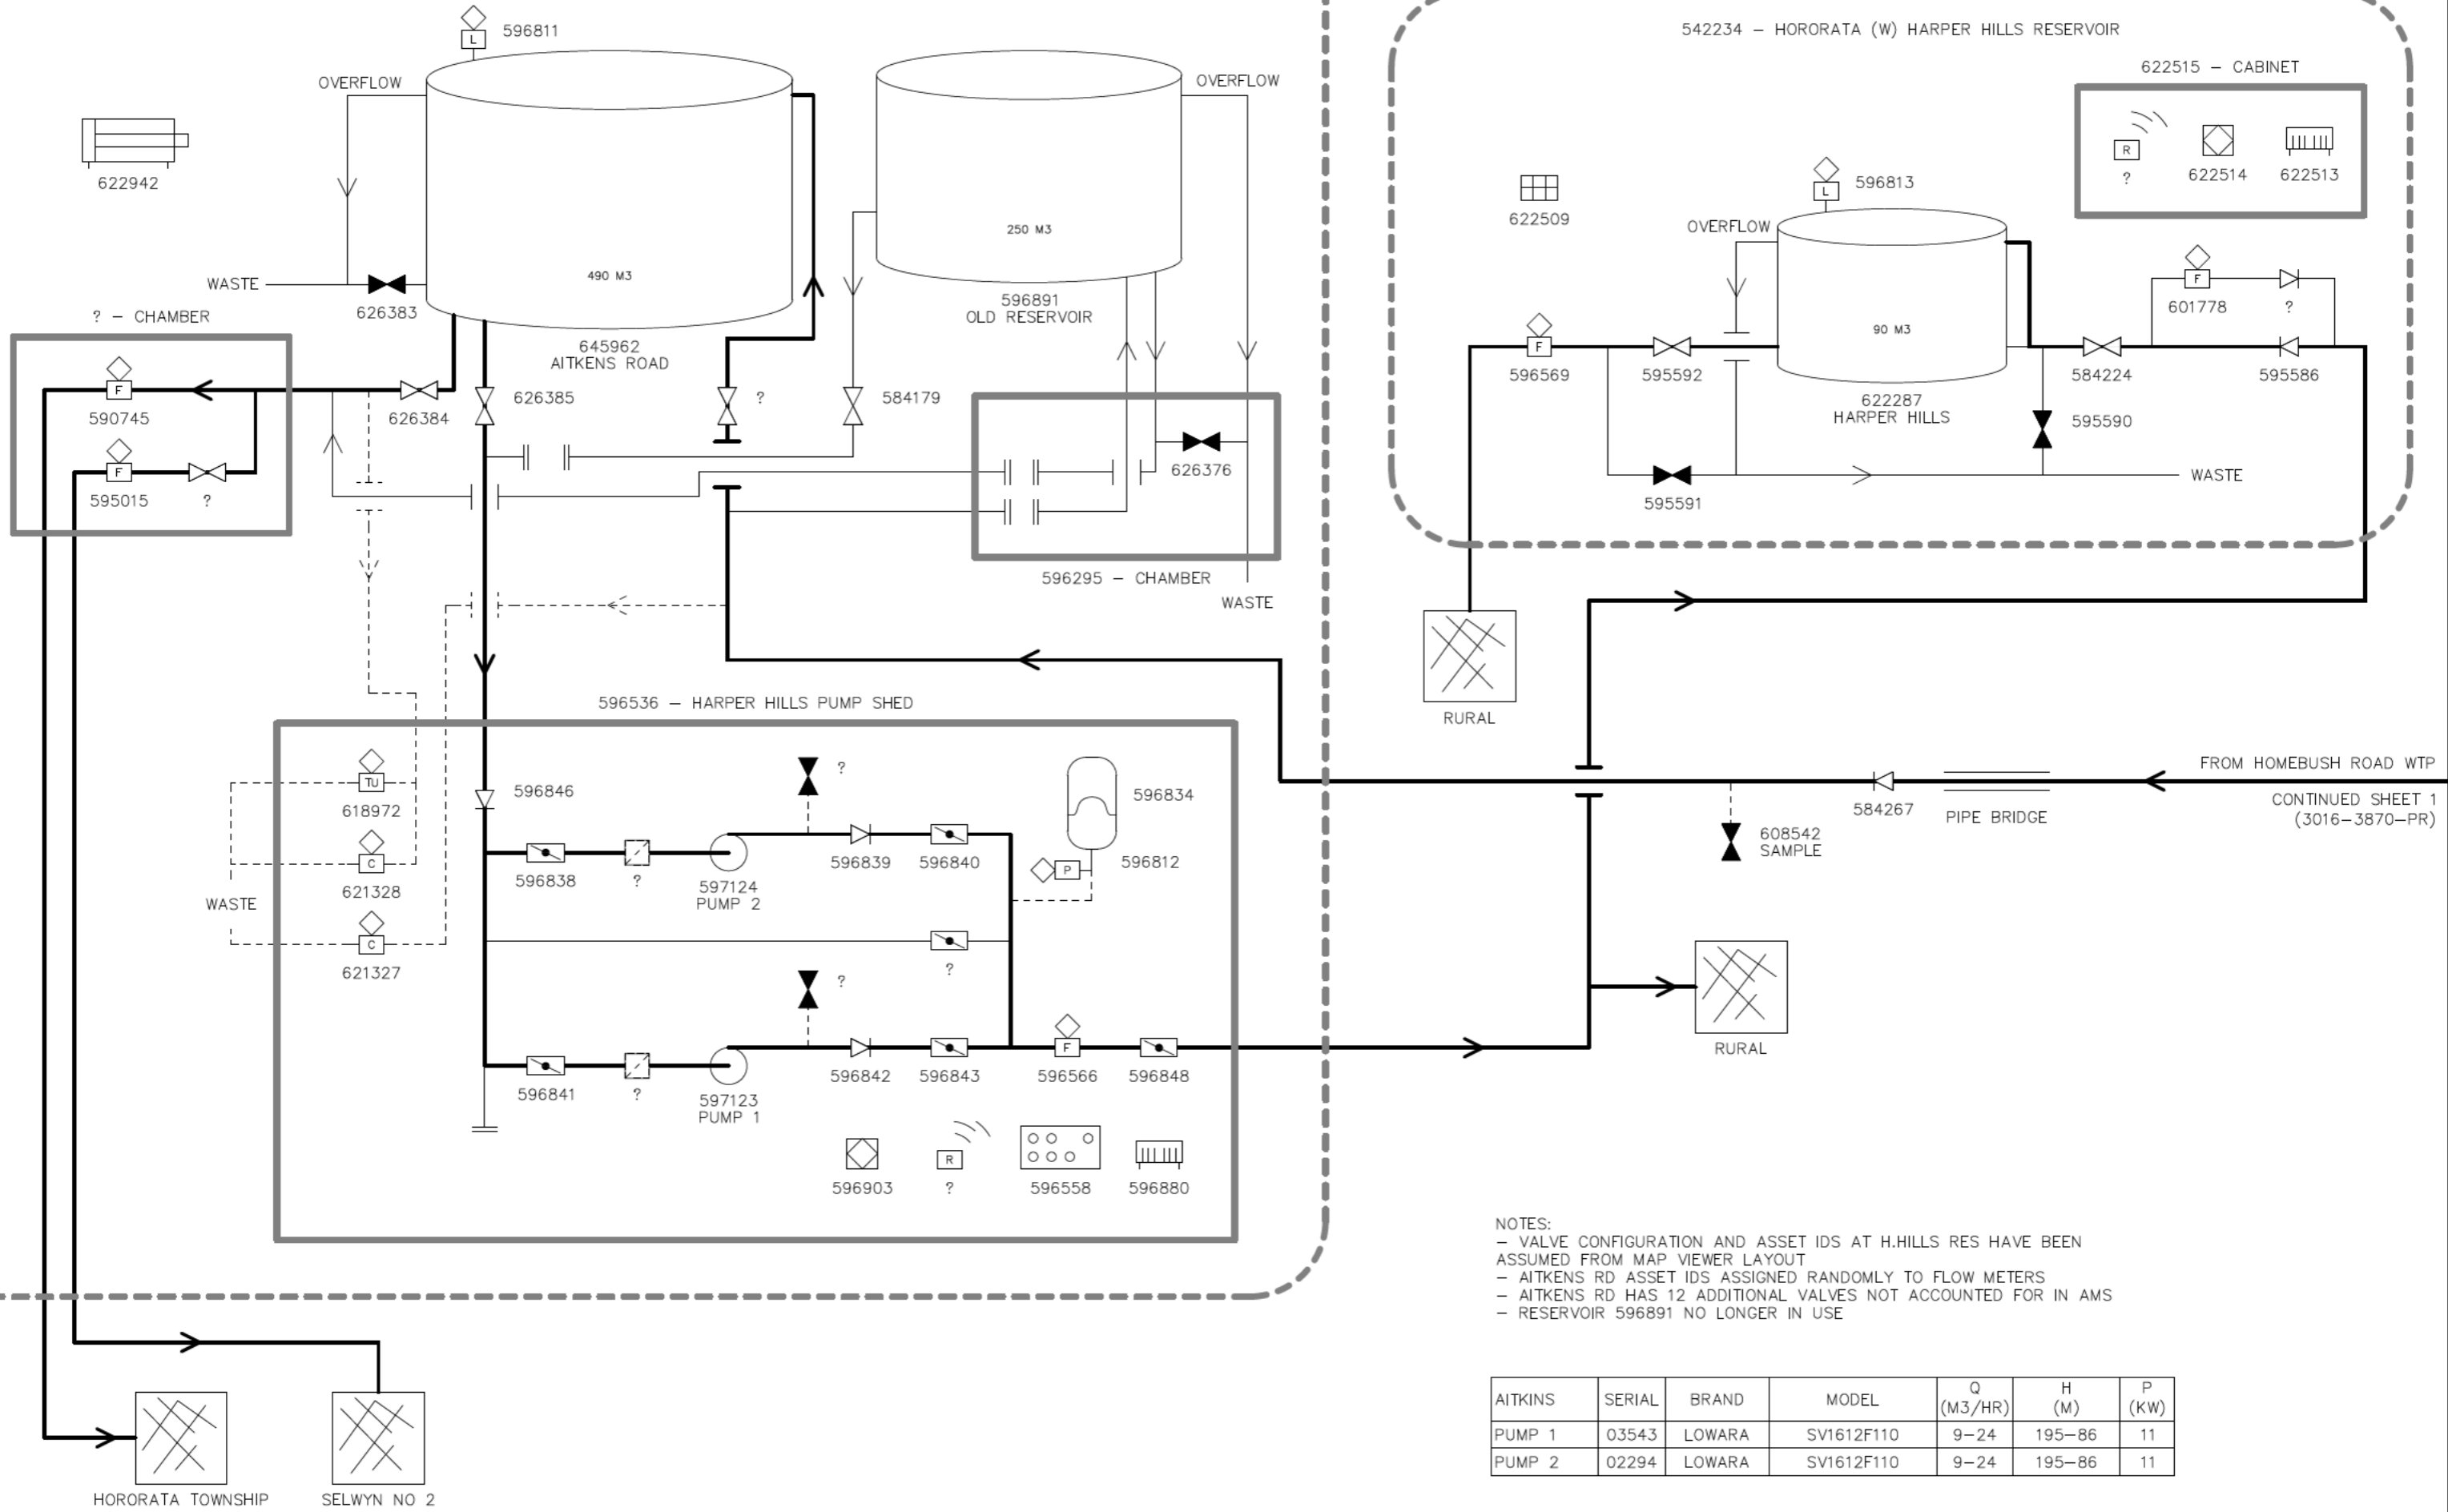 596811
OVERFLOW
622942
490 M3
WASTE
626383
645962
AITKENS ROAD
OVERFLOW
250 M3
596891
OLD RESERVOIR
? - CHAMBER
F
590745
F
595015
?
626384
626385
?
584179
626376
596295 - CHAMBER
WASTE
L
596536 - HARPER HILLS PUMP SHED
TU
618972
C
621328
WASTE
C
621327
596846
?
596834
596838
?
597124
PUMP 2
596839
596840
P
596812
?
?
596841
?
597123
PUMP 1
596842
596843
F
596566
596848
596903
R
?
596558
596880
HORORATA TOWNSHIP
SELWYN NO 2
542234 - HORORATA (W) HARPER HILLS RESERVOIR
622515 - CABINET
R
?
622514
622513
622509
L
596813
OVERFLOW
90 M3
622287
HARPER HILLS
F
596569
595592
595591
F
601778
?
584224
595586
595590
WASTE
RURAL
FROM HOMEBUSH ROAD WTP
CONTINUED SHEET 1
(3016-3870-PR)
584267
PIPE BRIDGE
608542
SAMPLE
RURAL
NOTES:
- VALVE CONFIGURATION AND ASSET IDS AT H.HILLS RES HAVE BEEN
ASSUMED FROM MAP VIEWER LAYOUT
- AITKENS RD ASSET IDS ASSIGNED RANDOMLY TO FLOW METERS
- AITKENS RD HAS 12 ADDITIONAL VALVES NOT ACCOUNTED FOR IN AMS
- RESERVOIR 596891 NO LONGER IN USE
AITKINS SERIAL BRAND MODEL Q (M3/HR) H (M) P (KW)
PUMP 1 03543 LOWARA SV1612F110 9-24 195-86 11
PUMP 2 02294 LOWARA SV1612F110 9-24 195-86 11